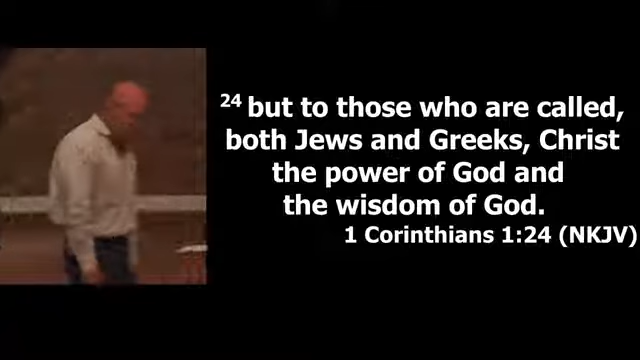 24 but to those who are called,
both Jews and Greeks, Christ
the power of God and
the wisdom of God.
1 Corinthians 1:24 (NKJV)